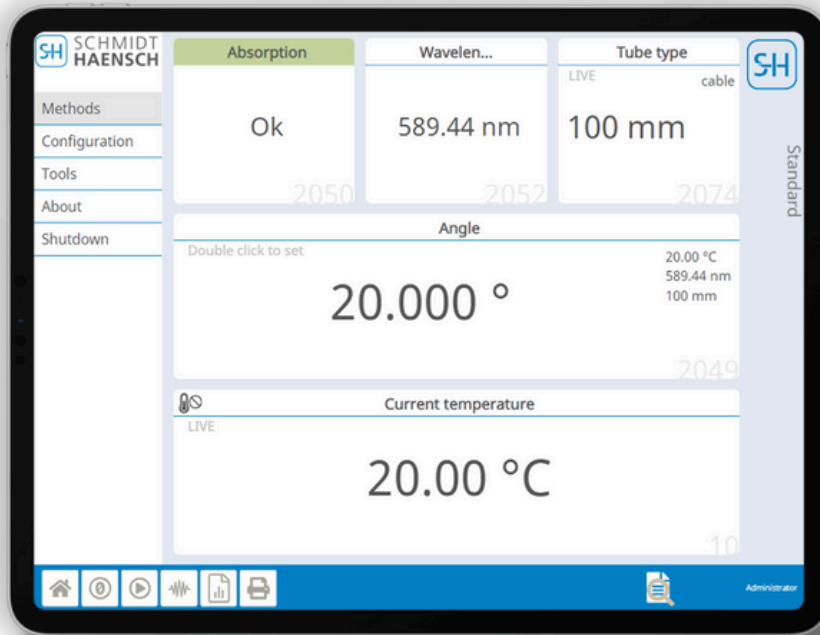 SH SCHMIDT
HAENSCH
Methods
Configuration
Tools
About
Shutdown
Absorption
Ok
2050
Wavelen...
589.44 nm
2052
Tube type
LIVE
cable
100 mm
2074
SH
Standard
Angle
Double click to set
20.00 °C
589.44 nm
100 mm
20.000 °
2049
Current temperature
LIVE
20.00 °C
10
0
Administrator